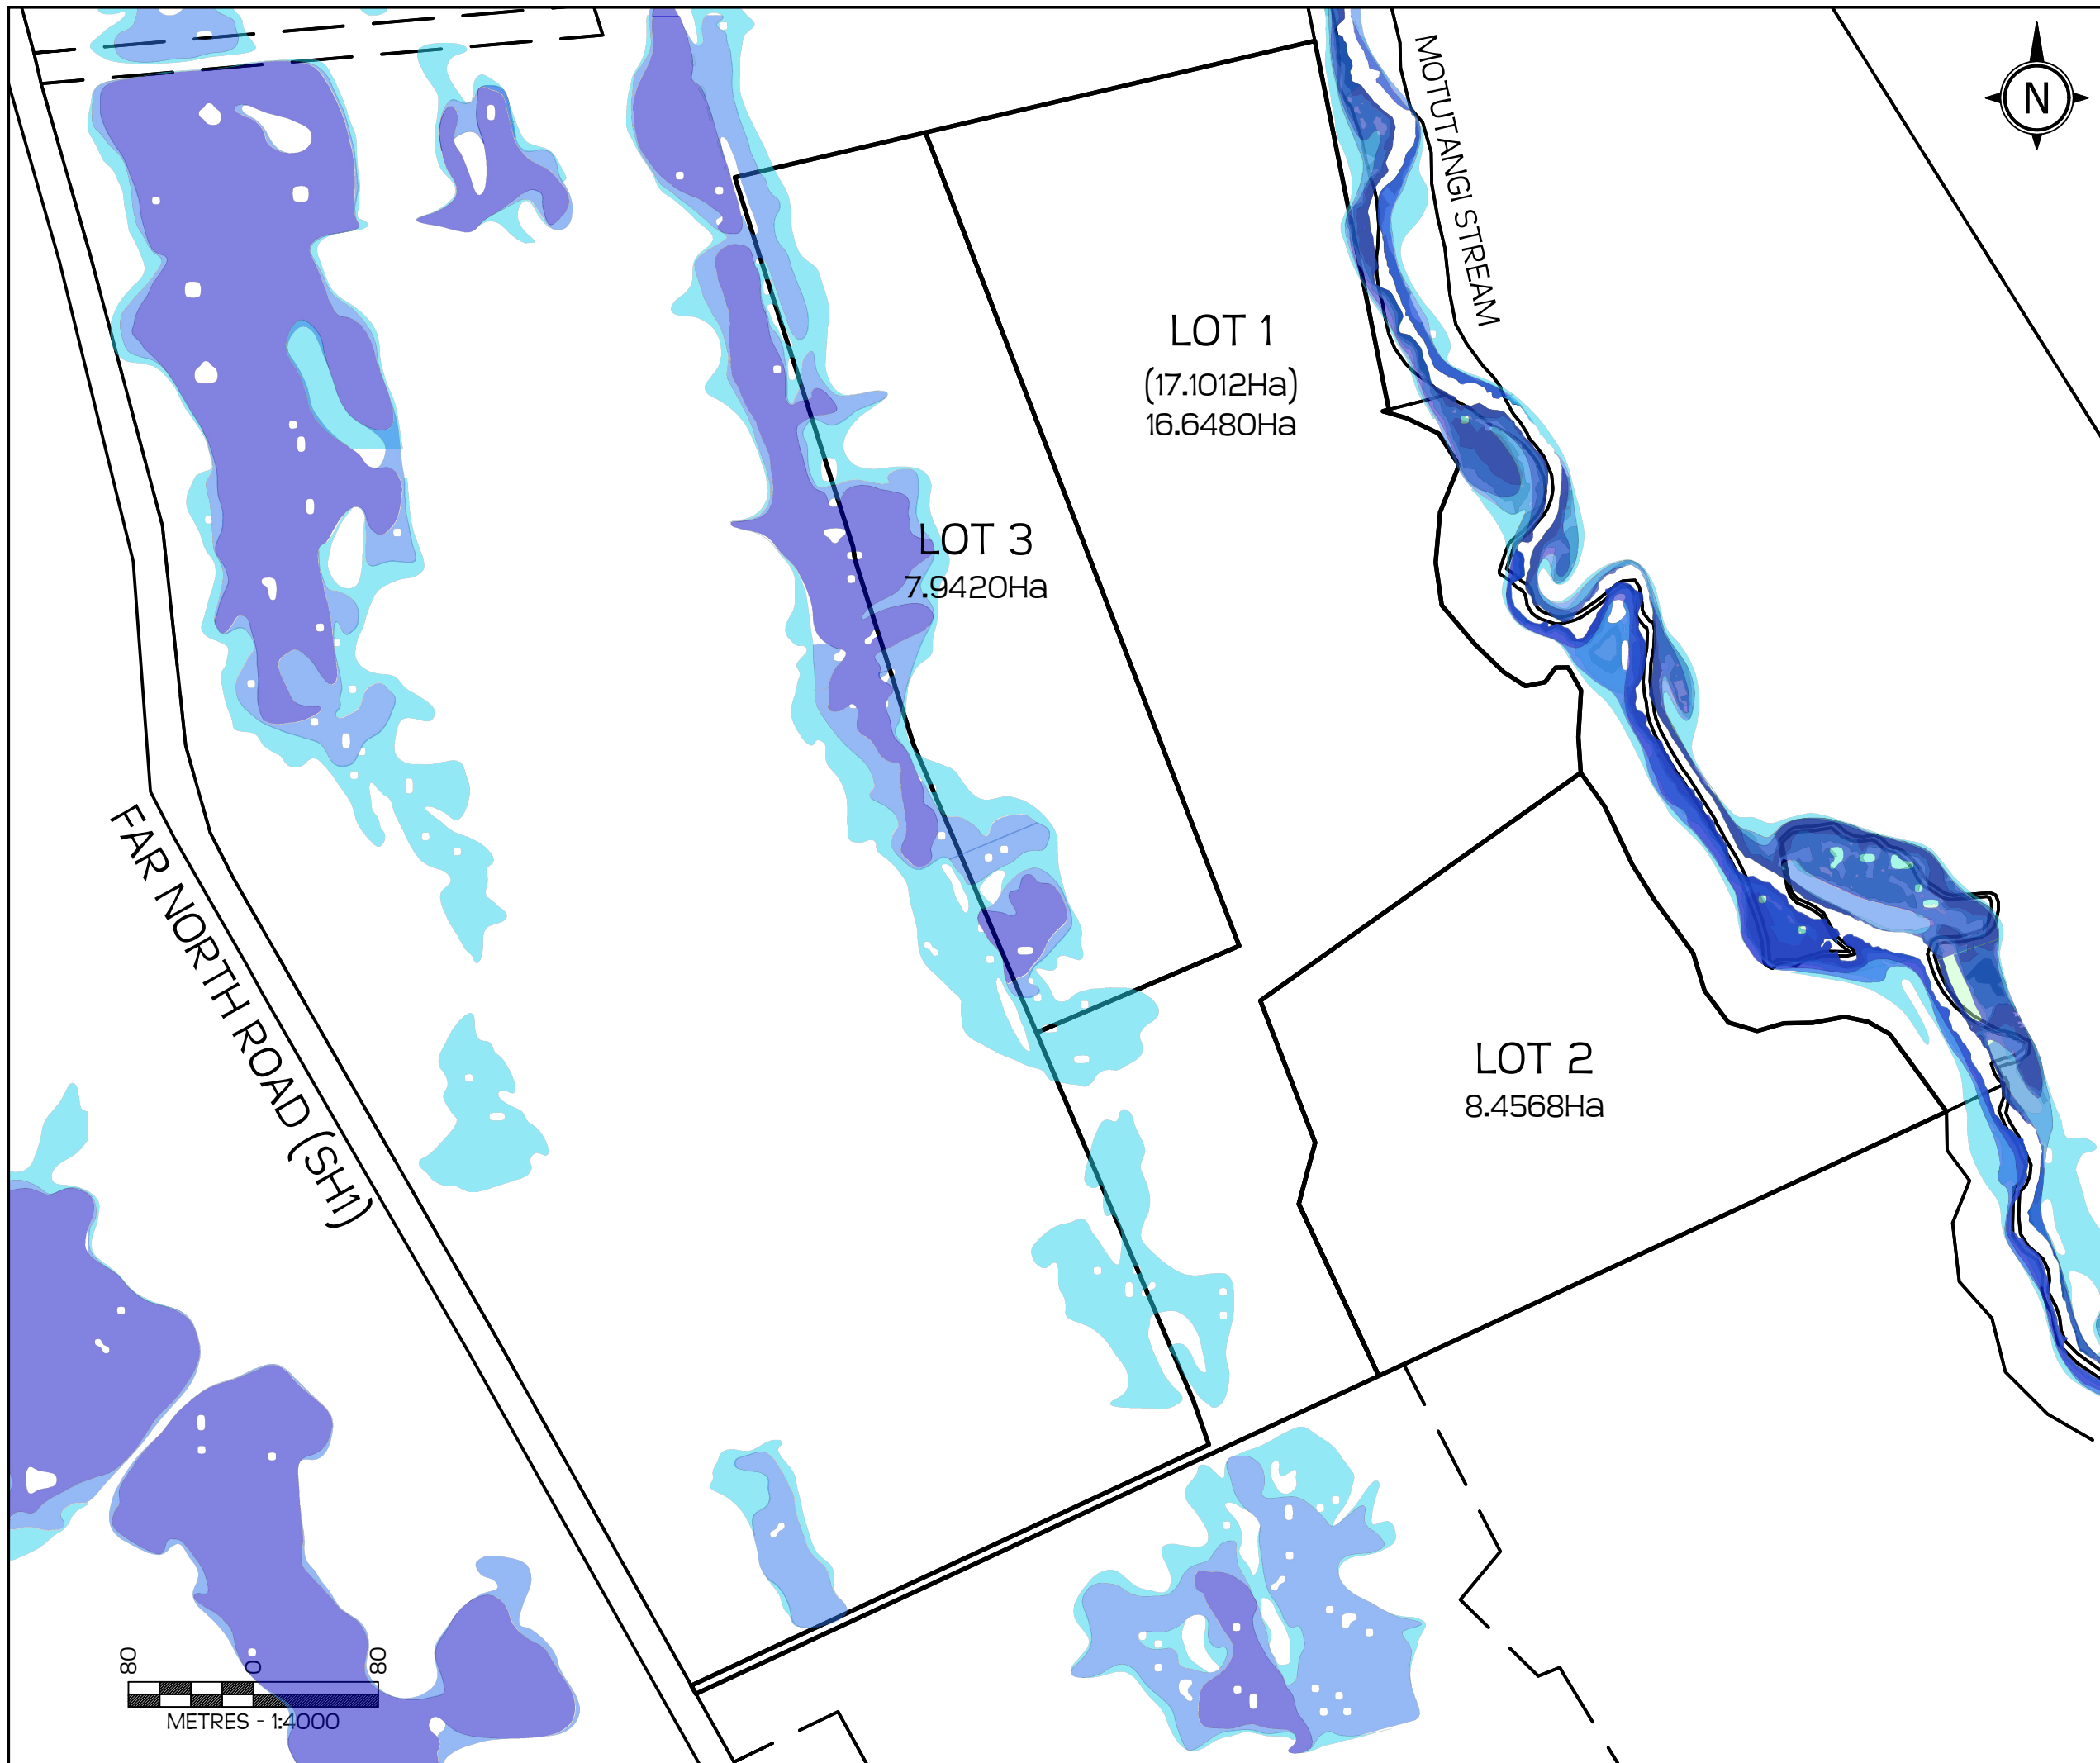 N
MOTUTANGI STREAM
LOT 1
(17.1012Ha)
16.6480Ha
LOT 3
7.9420Ha
LOT 2
8.4568Ha
FAR NORTH ROAD (SH1)
80 0 80
METRES - 1:4000